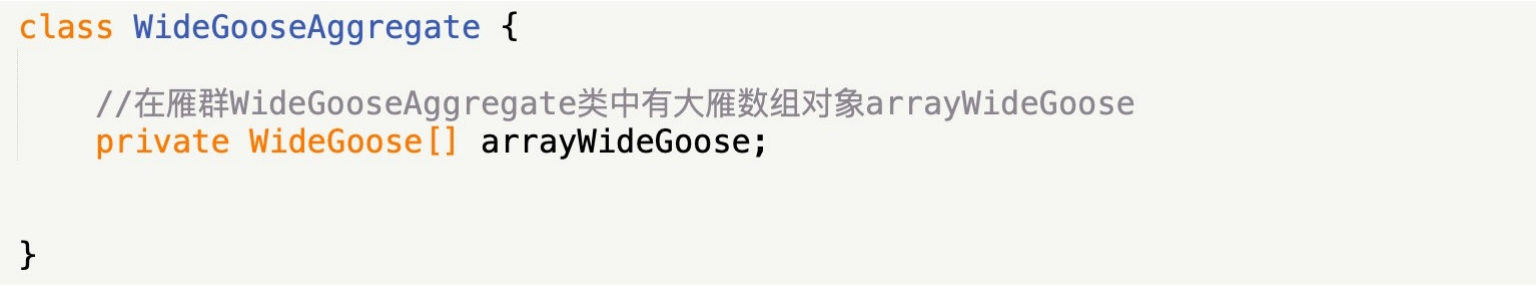 class WideGooseAggregate {
//在雁群WideGooseAggregate类中有大雁数组对象arrayWideGoose
private WideGoose[] arrayWideGoose;
}